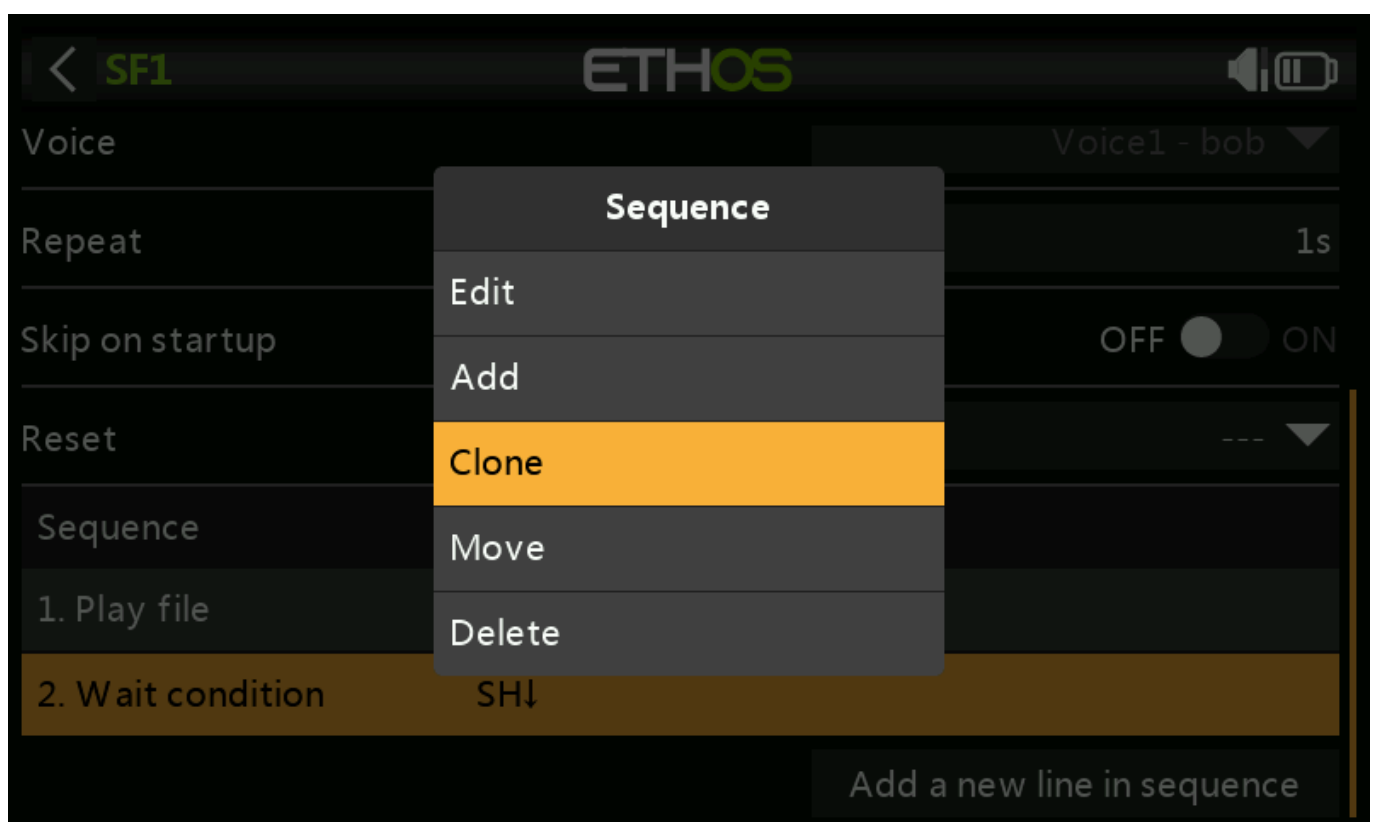 SF1 ETHOS
Voice Voice1 - bob
Sequence
Repeat 1s
Edit
Skip on startup OFF ON
Add
Reset ---
Clone
Sequence
Move
1. Play file
Delete
2. Wait condition SH↓
Add a new line in sequence